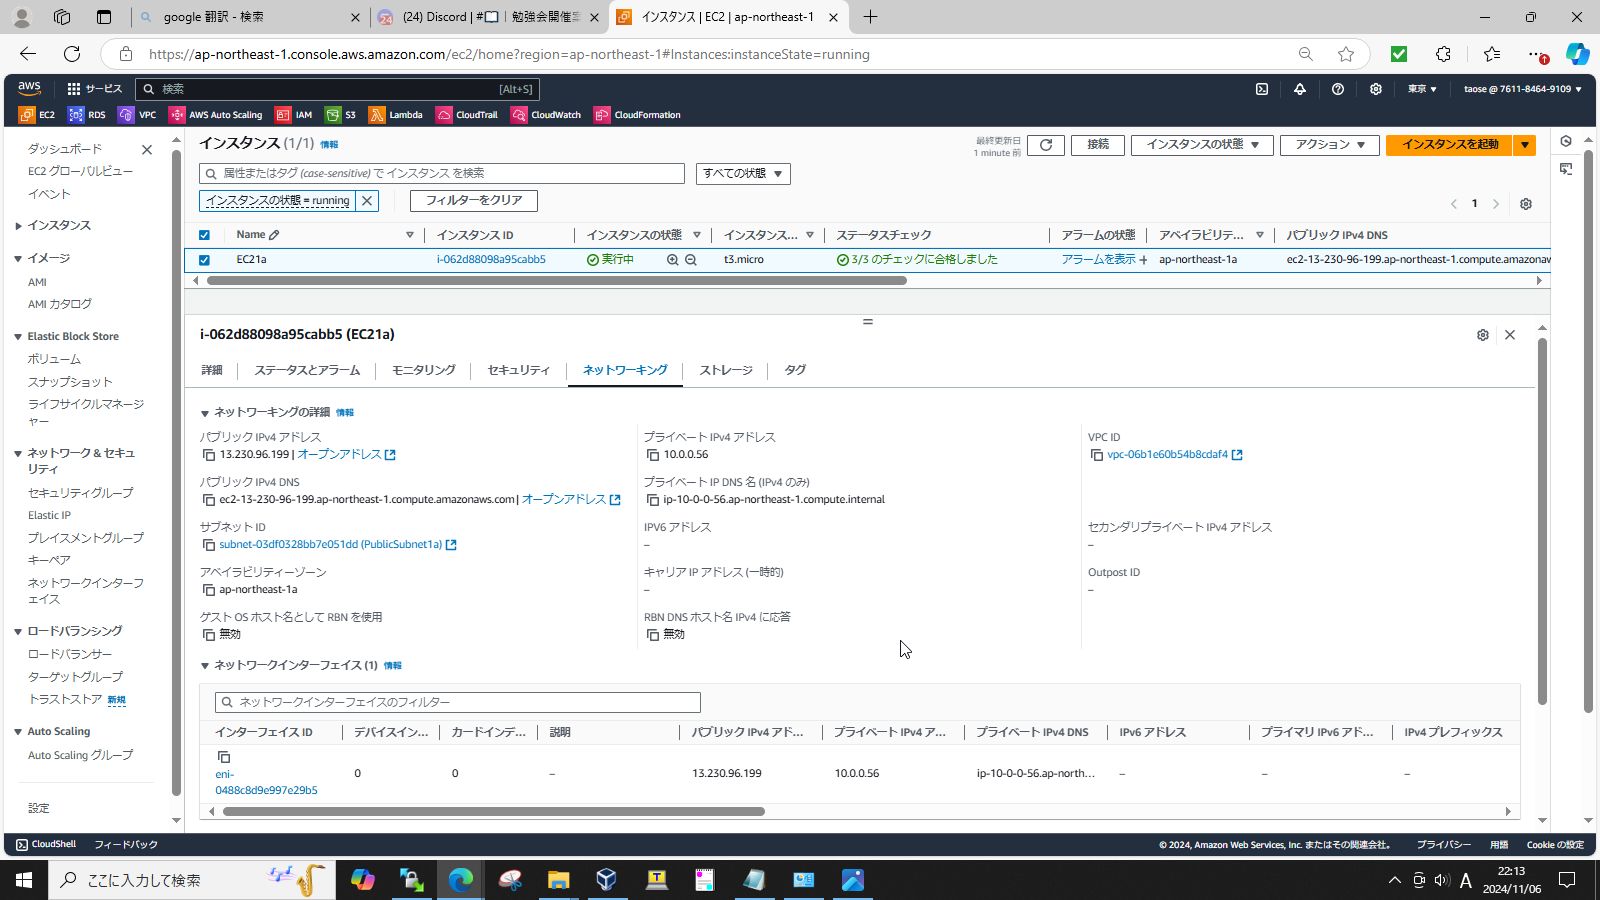 google 翻訳 - 検索
(24) Discord | #📖 | 勉強会開催案
インスタンス | EC2 | ap-northeast-1
https://ap-northeast-1.console.aws.amazon.com/ec2/home?region=ap-northeast-1#Instances:instanceState=running
aws
サービス
検索
[Alt+S]
東京
taose @ 7611-8464-9109
EC2
RDS
VPC
AWS Auto Scaling
IAM
S3
Lambda
CloudTrail
CloudWatch
CloudFormation
ダッシュボード
EC2 グローバルビュー
イベント
インスタンス
イメージ
AMI
AMI カタログ
Elastic Block Store
ボリューム
スナップショット
ライフサイクルマネージ
ャー
ネットワーク & セキュ
リティ
セキュリティグループ
Elastic IP
プレイスメントグループ
キーペア
ネットワークインターフ
ェイス
ロードバランシング
ロードバランサー
ターゲットグループ
トラストストア 新規
Auto Scaling
Auto Scaling グループ
設定
インスタンス (1/1) 情報
最終更新日
1 minute 前
接続
インスタンスの状態
アクション
インスタンスを起動
属性またはタグ (case-sensitive) で インスタンス を検索
すべての状態
インスタンスの状態 = running
フィルターをクリア
1
Name
インスタンス ID
インスタンスの状態
インスタンス...
ステータスチェック
アラームの状態
アベイラビリテ...
パブリック IPv4 DNS
EC21a
i-062d88098a95cabb5
実行中
t3.micro
3/3 のチェックに合格しました
アラームを表示
ap-northeast-1a
ec2-13-230-96-199.ap-northeast-1.compute.amazonaw
i-062d88098a95cabb5 (EC21a)
詳細
ステータスとアラーム
モニタリング
セキュリティ
ネットワーキング
ストレージ
タグ
ネットワーキングの詳細 情報
パブリック IPv4 アドレス
13.230.96.199 | オープンアドレス
プライベート IPv4 アドレス
10.0.0.56
VPC ID
vpc-06b1e60b54b8cdaf4
パブリック IPv4 DNS
ec2-13-230-96-199.ap-northeast-1.compute.amazonaws.com | オープンアドレス
プライベート IP DNS 名 (IPv4 のみ)
ip-10-0-0-56.ap-northeast-1.compute.internal
サブネット ID
subnet-03df0328bb7e051dd (PublicSubnet1a)
IPV6 アドレス
–
セカンダリプライベート IPv4 アドレス
–
アベイラビリティーゾーン
ap-northeast-1a
キャリア IP アドレス (一時的)
–
Outpost ID
–
ゲスト OS ホスト名として RBN を使用
無効
RBN DNS ホスト名 IPv4 に応答
無効
ネットワークインターフェイス (1) 情報
ネットワークインターフェイスのフィルター
インターフェイス ID
デバイスイン...
カードインデ...
説明
パブリック IPv4 アド...
プライベート IPv4 ア...
プライベート IPv4 DNS
IPv6 アドレス
プライマリ IPv6 アド...
IPv4 プレフィックス
eni-
0488c8d9e997e29b5
0
0
–
13.230.96.199
10.0.0.56
ip-10-0-0-56.ap-north...
–
–
–
CloudShell
フィードバック
© 2024, Amazon Web Services, Inc. またはその関連会社。
プライバシー
用語
Cookie の設定
ここに入力して検索
A
22:13
2024/11/06